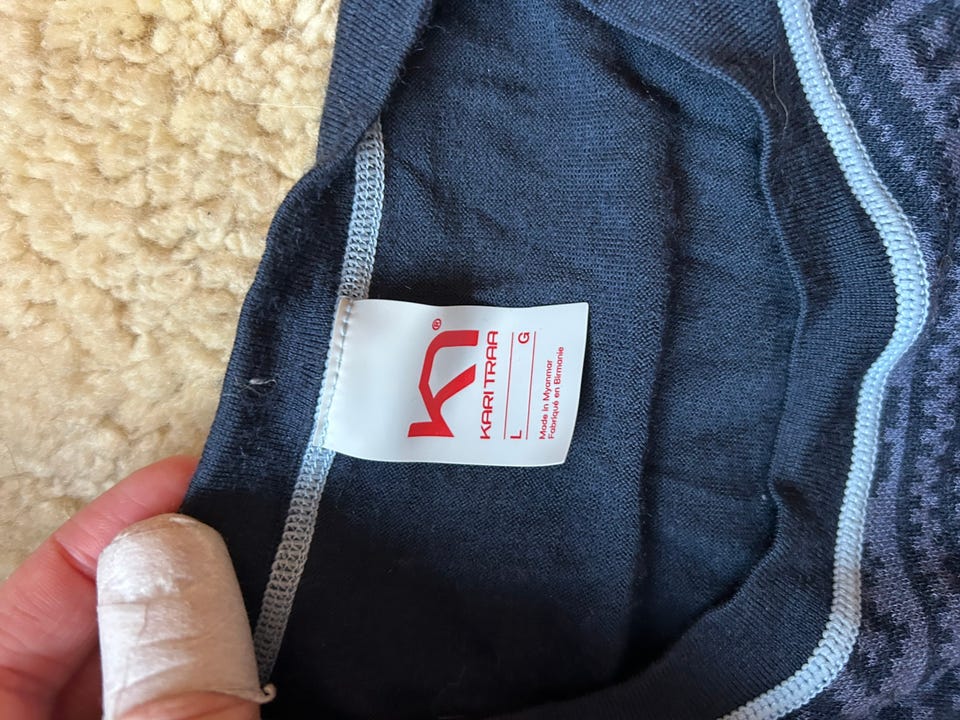 ®
KARI TRAA
L G
Made in Myanmar
Fabriqué en Birmanie